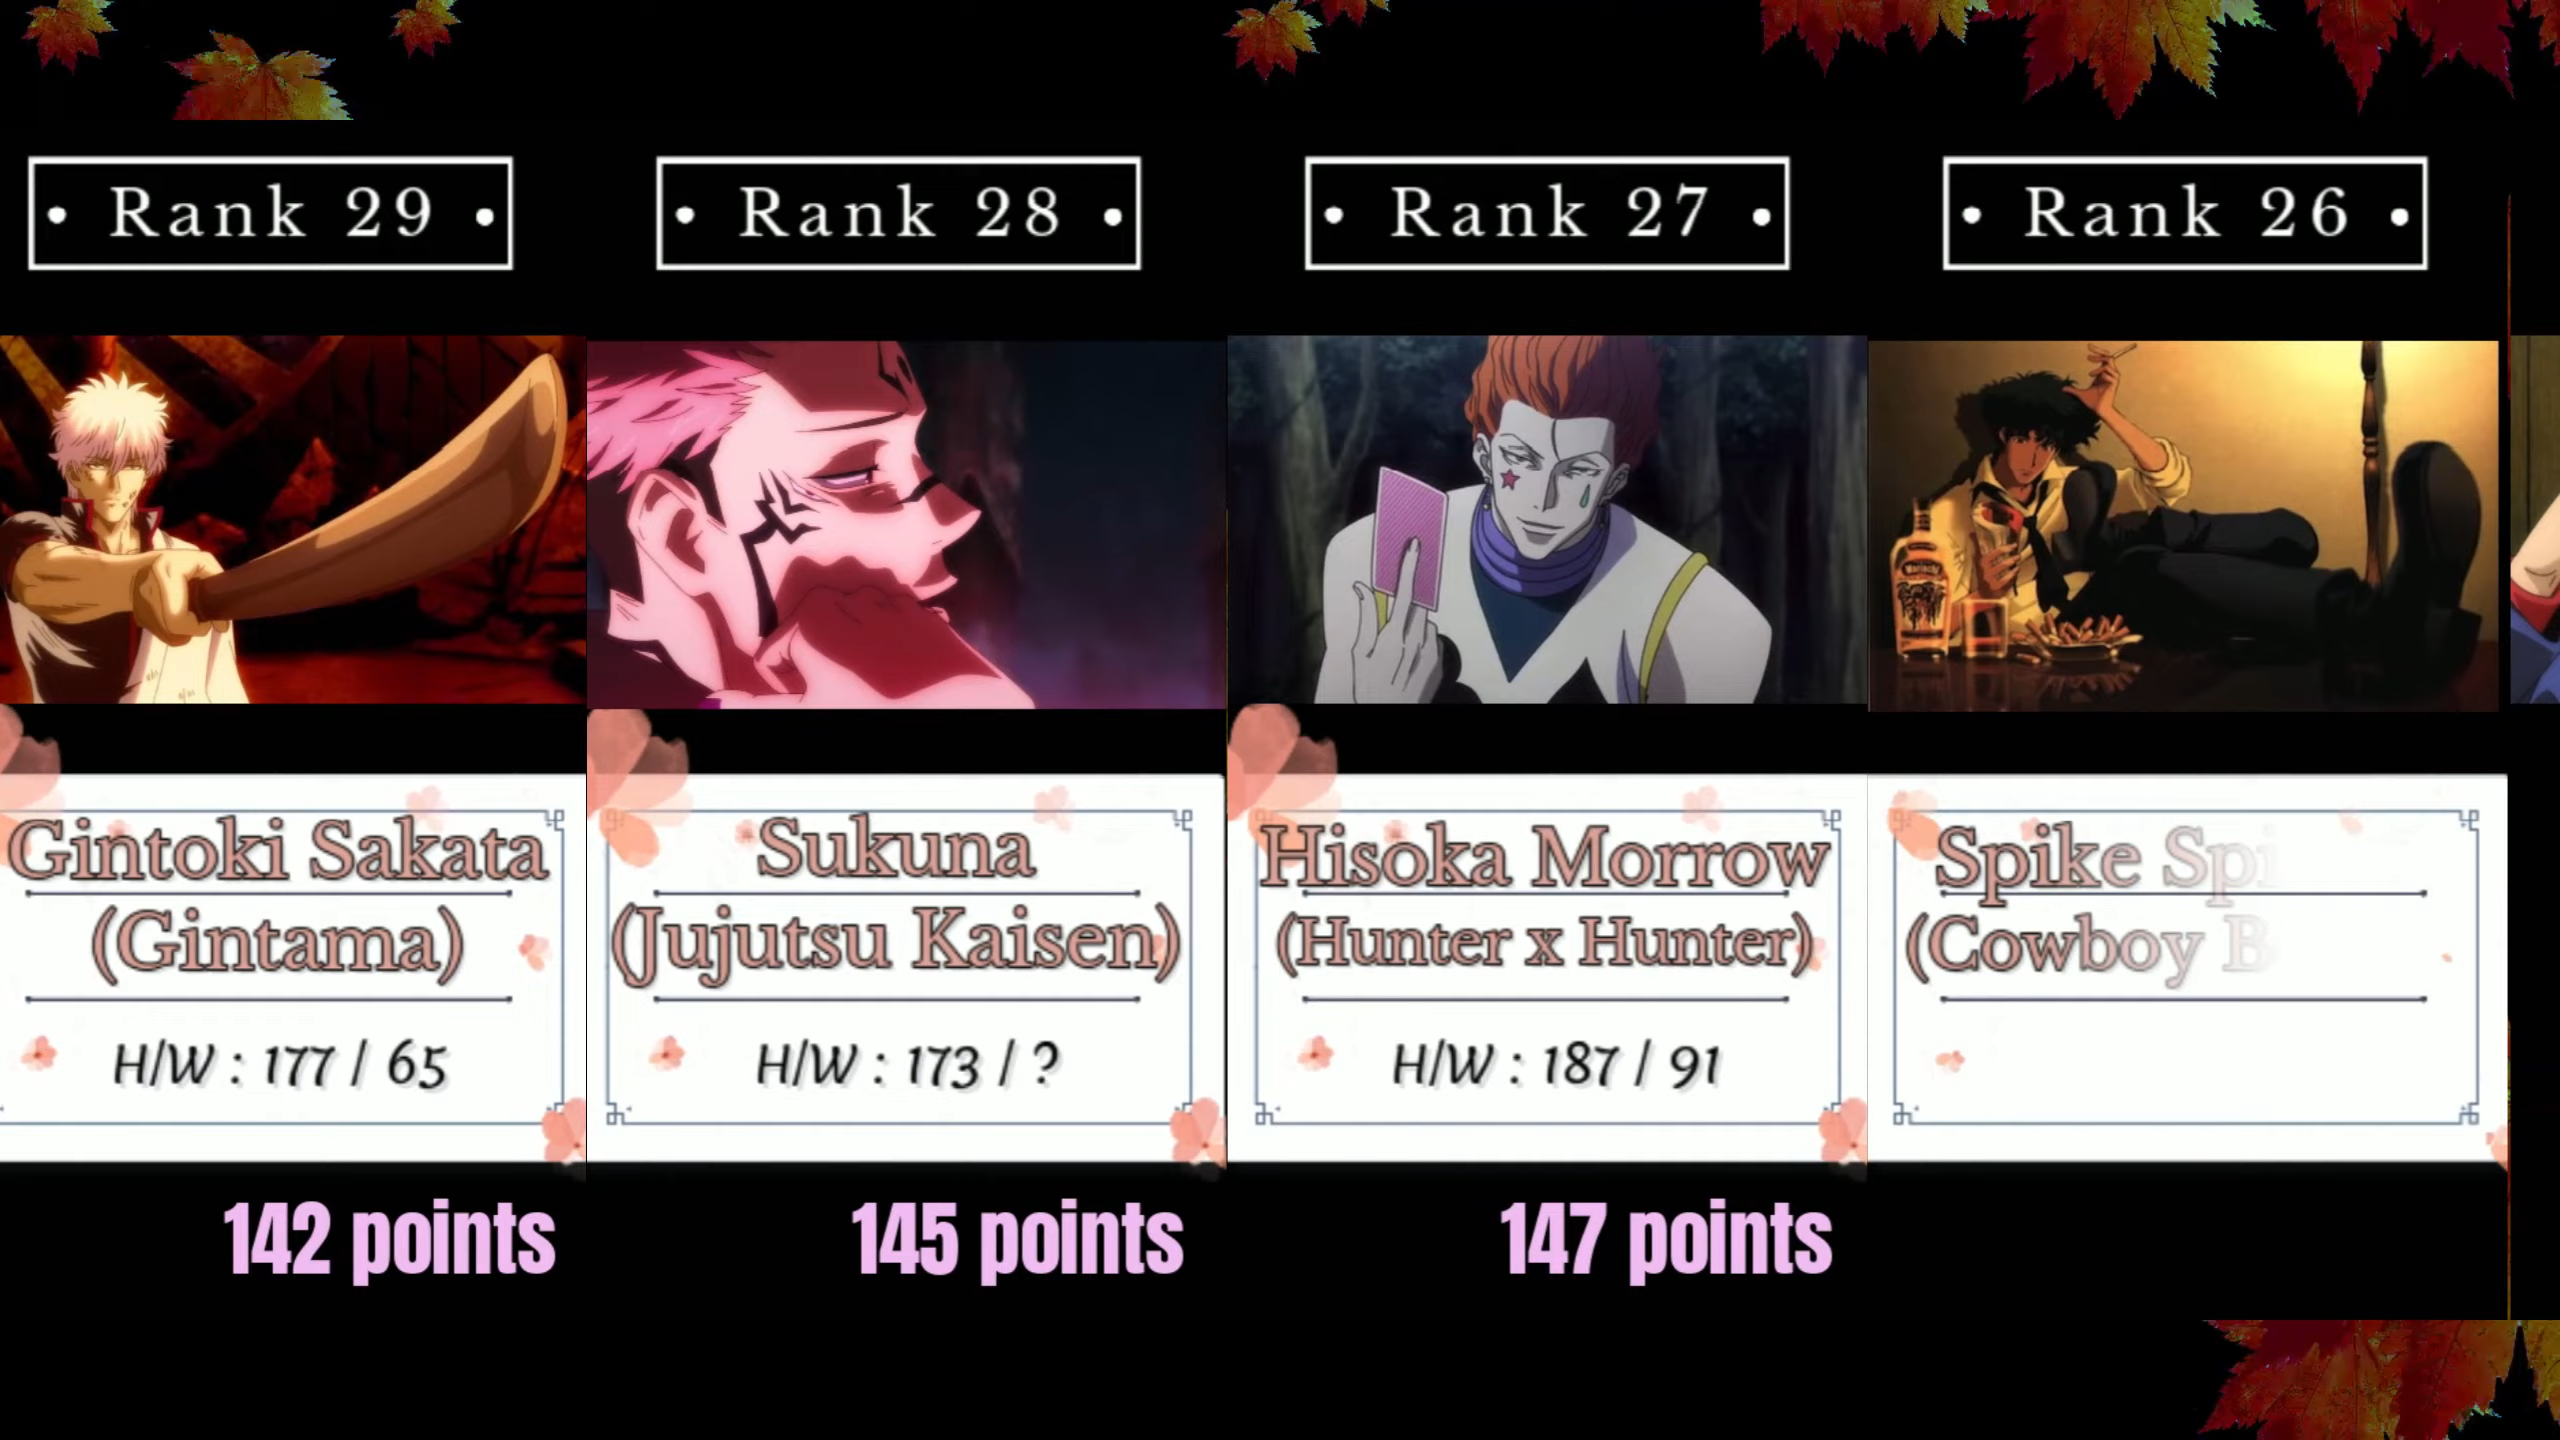 • Rank 29 •
• Rank 28 •
• Rank 27 •
• Rank 26 •
Gintoki Sakata
(Gintama)
H/W : 177 / 65
142 points
Sukuna
(Jujutsu Kaisen)
H/W : 173 / ?
145 points
Hisoka Morrow
(Hunter x Hunter)
H/W : 187 / 91
147 points
Spike Spi
(Cowboy B